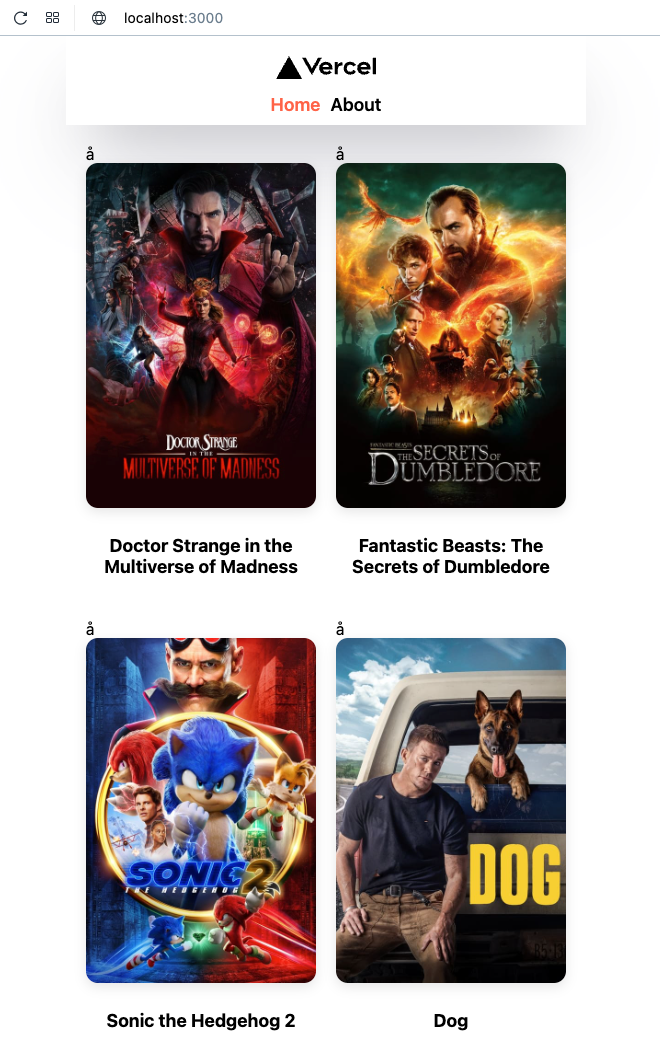 localhost:3000
Vercel
Home About
å å
DOCTOR STRANGE
IN THE
MULTIVERSE OF MADNESS
FANTASTIC BEASTS
THE SECRETS OF
DUMBLEDORE
Doctor Strange in the
Multiverse of Madness
Fantastic Beasts: The
Secrets of Dumbledore
å å
SONIC 2
THE HEDGEHOG
DOG
Sonic the Hedgehog 2
Dog